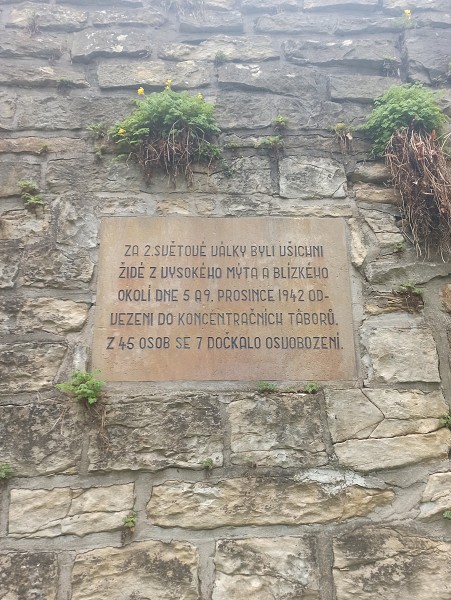 ZA 2.SVĚTOVÉ VÁLKY BYLI VŠICHNI
ŽIDÉ Z VYSOKÉHO MÝTA A BLÍZKÉHO
OKOLÍ DNE 5 A 9. PROSINCE 1942 OD-
VEZENI DO KONCENTRAČNÍCH TÁBORŮ.
Z 45 OSOB SE 7 DOČKALO OSVOBOZENÍ.